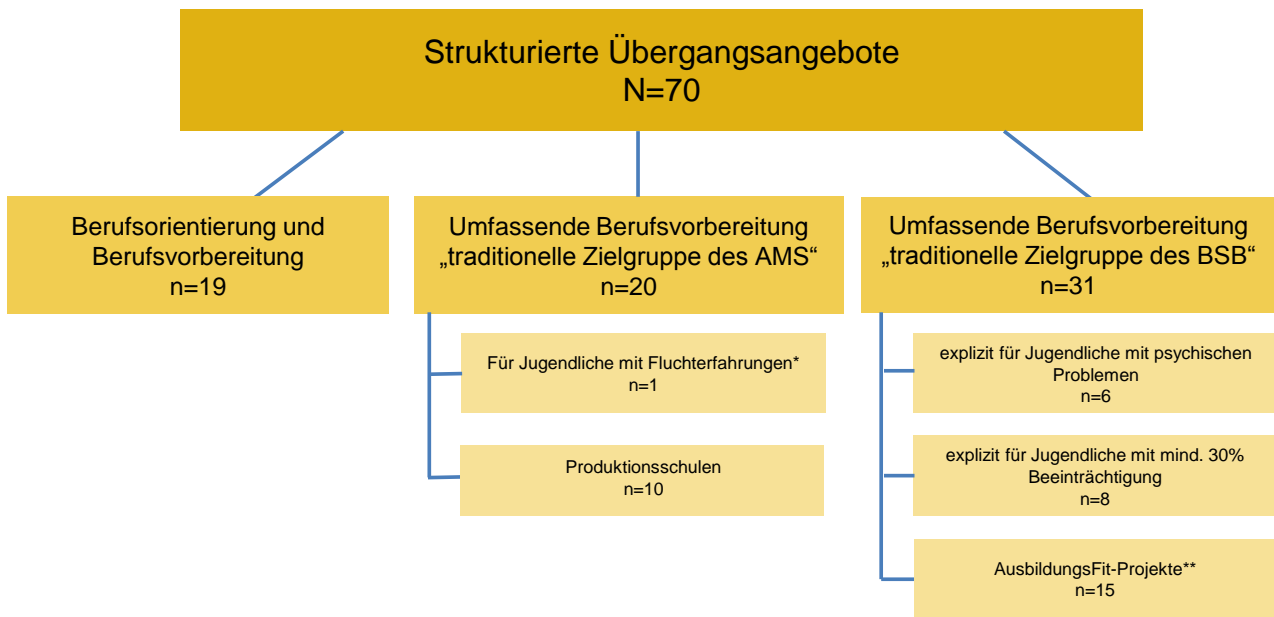 Strukturierte Übergangsangebote
N=70
Berufsorientierung und
Berufsvorbereitung
n=19
Umfassende Berufsvorbereitung
„traditionelle Zielgruppe des AMS“
n=20
Für Jugendliche mit Fluchterfahrungen*
n=1
Produktionsschulen
n=10
Umfassende Berufsvorbereitung
„traditionelle Zielgruppe des BSB“
n=31
explizit für Jugendliche mit psychischen
Problemen
n=6
explizit für Jugendliche mit mind. 30%
Beeinträchtigung
n=8
AusbildungsFit-Projekte**
n=15